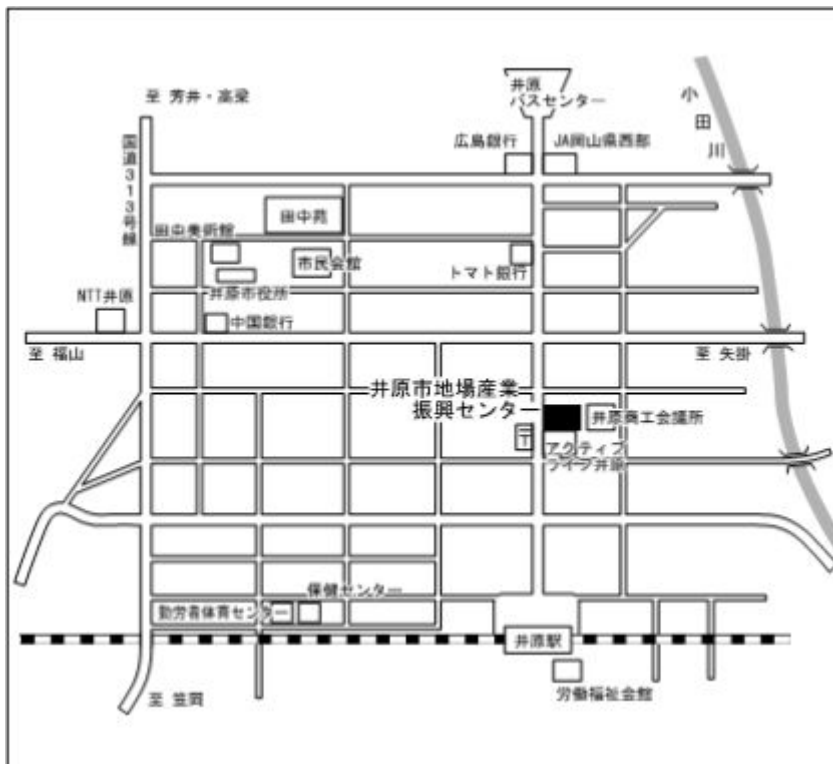 井原
バスセンター
至 芳井・高梁
小田川
国道313号線
広島銀行
JA岡山県西部
田中苑
田中美術館
市民会館
トマト銀行
井原市役所
NTT井原
中国銀行
至 福山
至 矢掛
井原市地場産業
振興センター
井原商工会議所
〒
アクティブ
ライフ井原
保健センター
勤労者体育センター
井原駅
至 笠岡
労働福祉会館